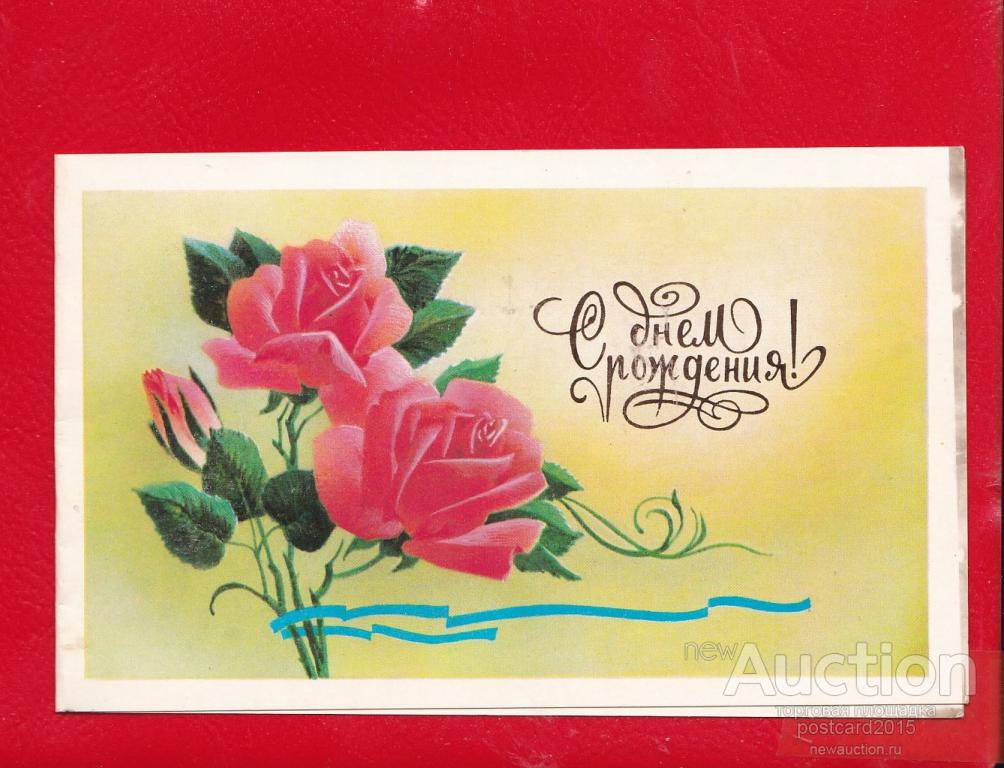 С днем
рождения!
new Auction
торговая площадка
postcard2015
newauction.ru